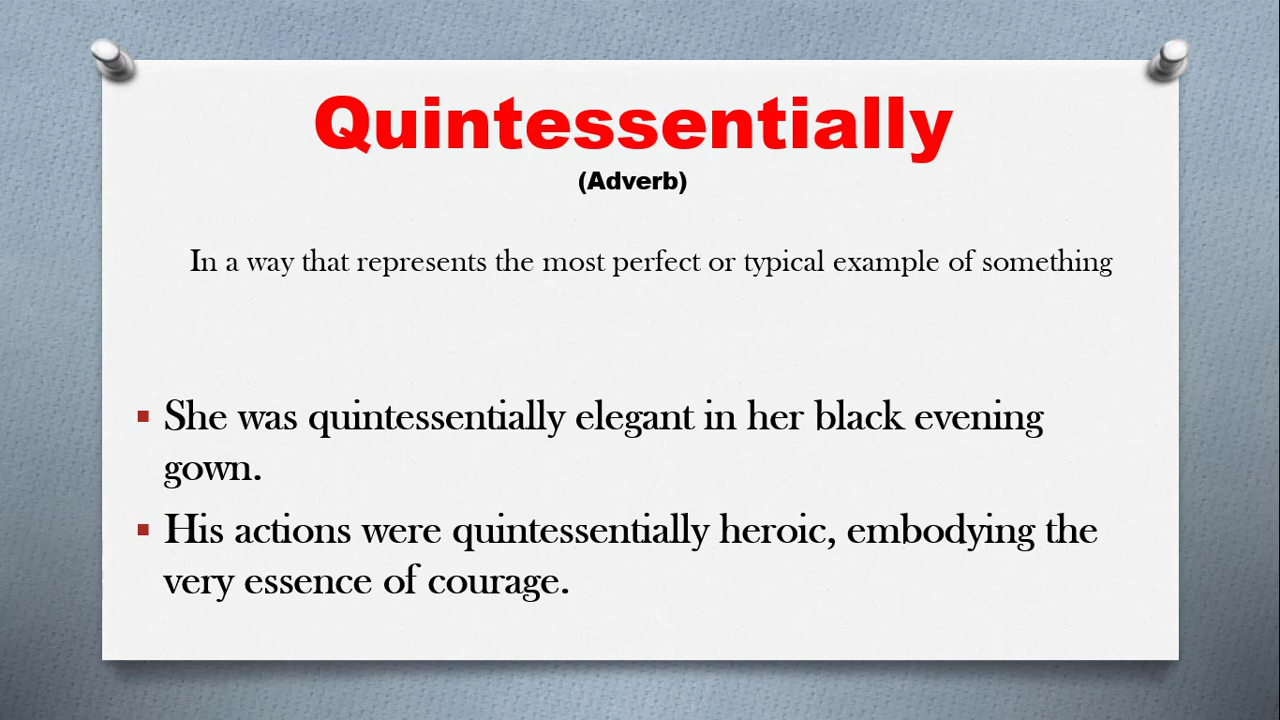 Quintessentially
(Adverb)
In a way that represents the most perfect or typical example of something
She was quintessentially elegant in her black evening
gown.
His actions were quintessentially heroic, embodying the
very essence of courage.